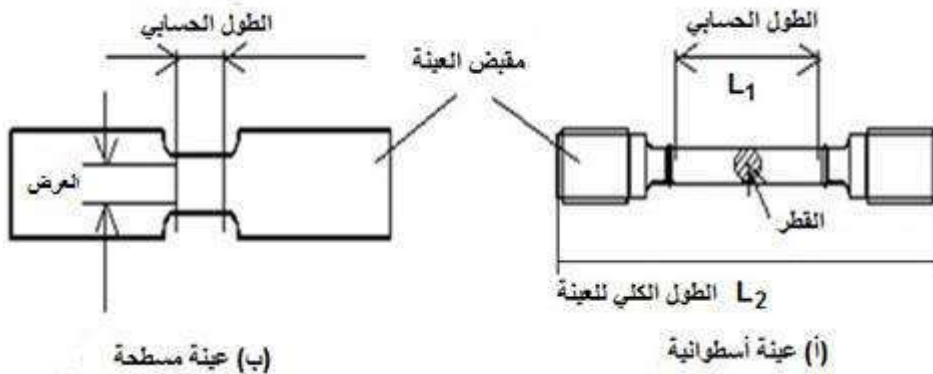 الطول الحسابي
L1
مقبض العينة
القطر
L2 الطول الكلي للعينة
(أ) عينة أسطوانية
الطول الحسابي
العرض
(ب) عينة مسطحة